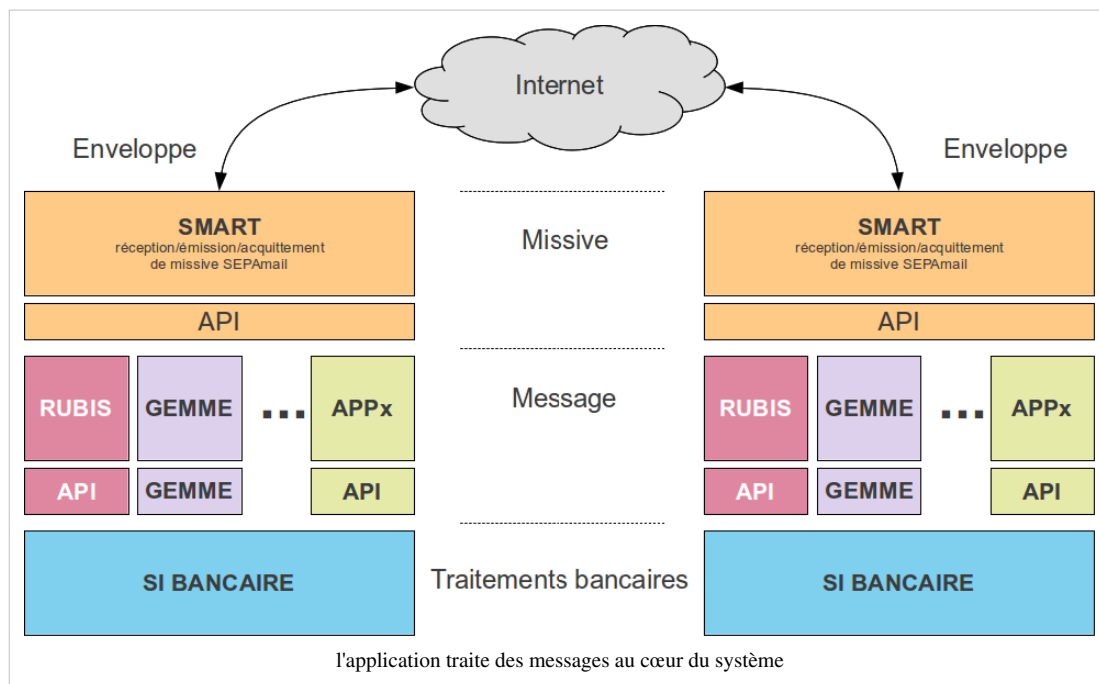 Internet
Enveloppe
Enveloppe
SMART
réception/émission/acquittement
de missive SEPAmail
Missive
SMART
réception/émission/acquittement
de missive SEPAmail
API
API
RUBIS
GEMME
...
APPx
Message
RUBIS
GEMME
...
APPx
API
GEMME
API
API
GEMME
API
SI BANCAIRE
Traitements bancaires
SI BANCAIRE
l'application traite des messages au cœur du système